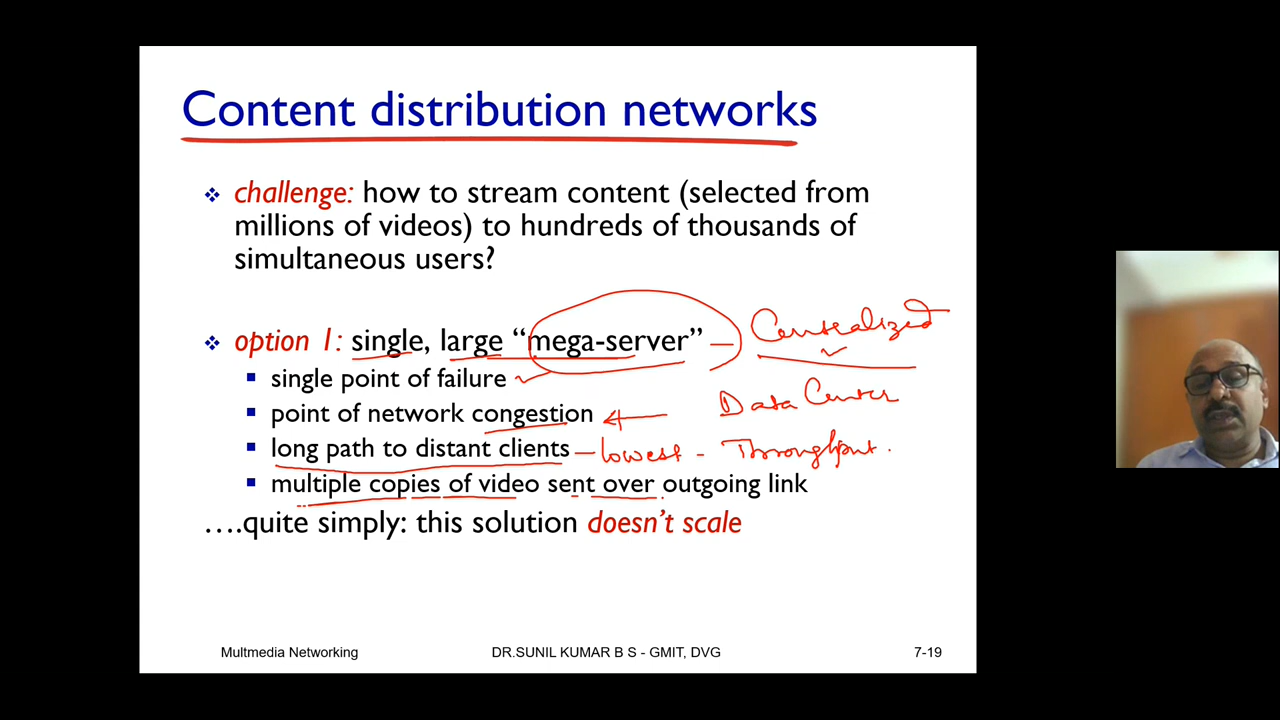 Content distribution networks
❖ challenge: how to stream content (selected from
millions of videos) to hundreds of thousands of
simultaneous users?
❖ option 1: single, large “mega-server” – Centralized
▪ single point of failure
Data Center
▪ point of network congestion
▪ long path to distant clients – lowest - Throughput.
▪ multiple copies of video sent over outgoing link
….quite simply: this solution doesn’t scale
Multmedia Networking DR.SUNIL KUMAR B S - GMIT, DVG 7-19